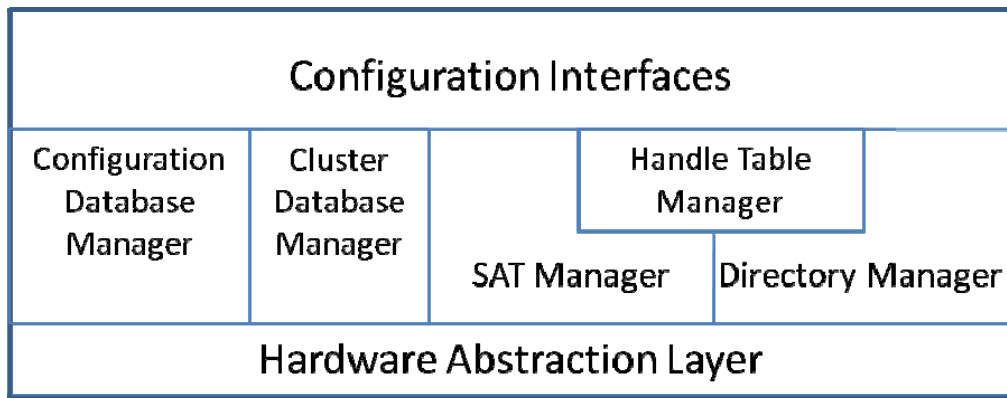 Configuration Interfaces
Configuration
Database
Manager
Cluster
Database
Manager
Handle Table
Manager
SAT Manager
Directory Manager
Hardware Abstraction Layer